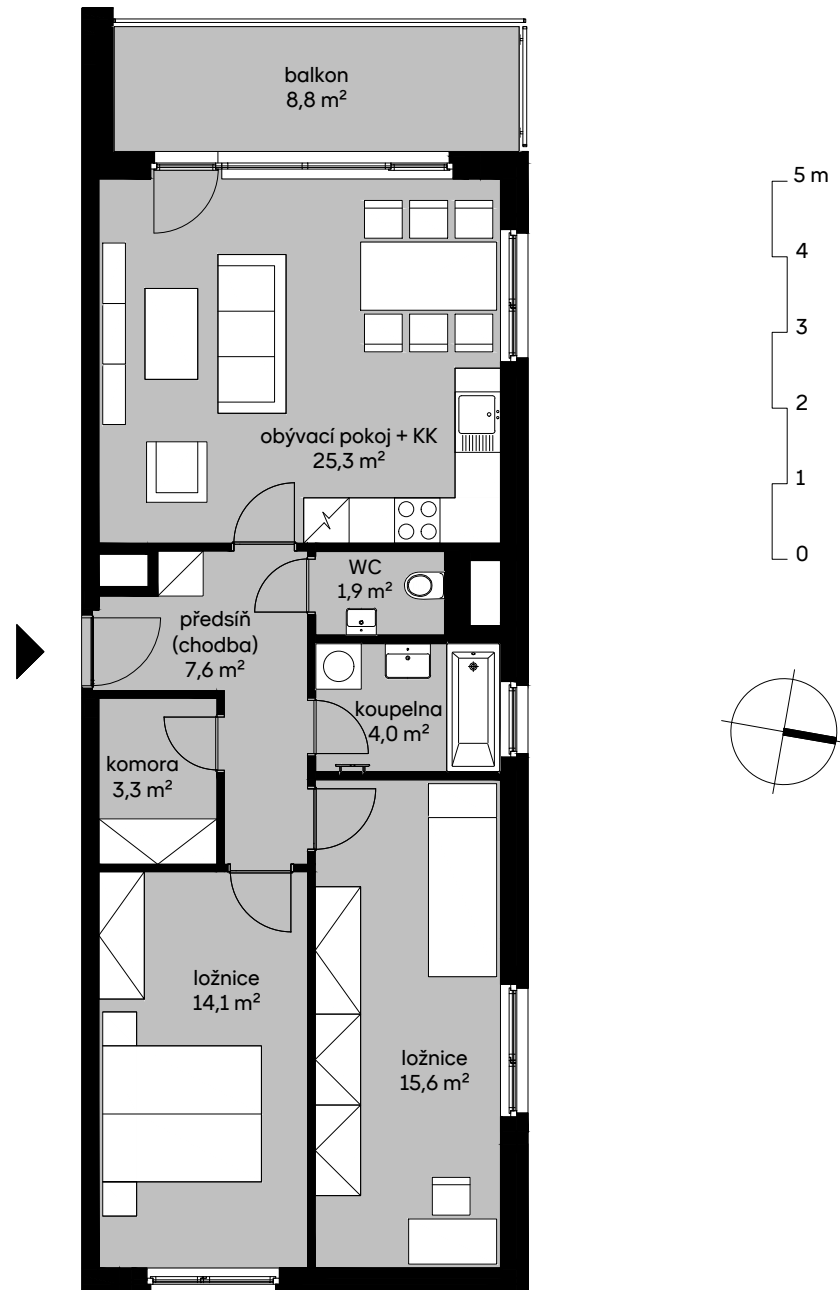 balkon
8,8 m²
5 m
4
3
2
1
0
obývací pokoj + KK
25,3 m²
WC
1,9 m²
předsíň
(chodba)
7,6 m²
koupelna
4,0 m²
komora
3,3 m²
ložnice
14,1 m²
ložnice
15,6 m²